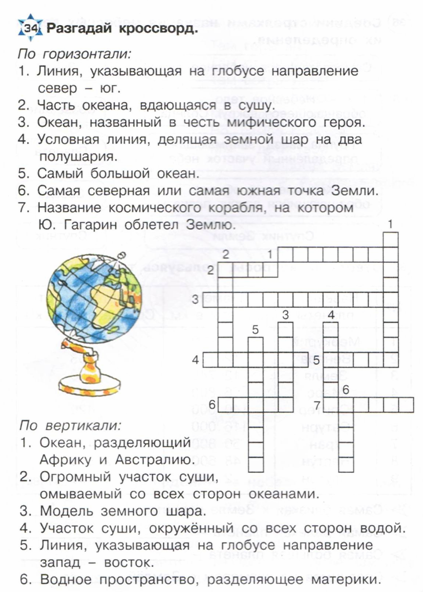 34 Разгадай кроссворд.
По горизонтали:
1. Линия, указывающая на глобусе направление
север – юг.
2. Часть океана, вдающаяся в сушу.
3. Океан, названный в честь мифического героя.
4. Условная линия, делящая земной шар на два
полушария.
5. Самый большой океан.
6. Самая северная или самая южная точка Земли.
7. Название космического корабля, на котором
Ю. Гагарин облетел Землю.
1
2 1
2
3
3 4
5
4 5
6
6 7
По вертикали:
1. Океан, разделяющий
Африку и Австралию.
2. Огромный участок суши,
омываемый со всех сторон океанами.
3. Модель земного шара.
4. Участок суши, окружённый со всех сторон водой.
5. Линия, указывающая на глобусе направление
запад – восток.
6. Водное пространство, разделяющее материки.